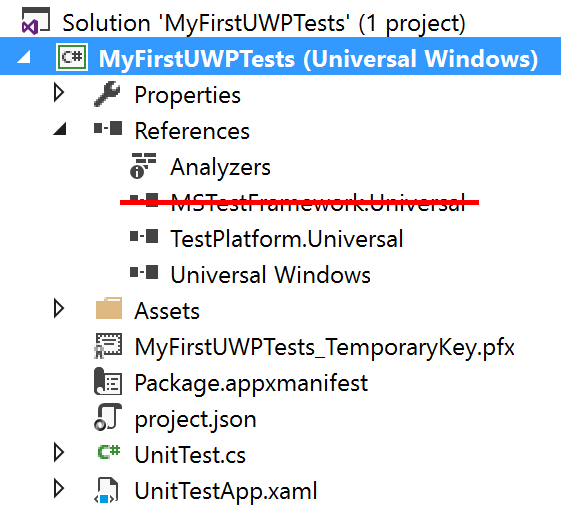 Solution 'MyFirstUWPTests' (1 project)
C# MyFirstUWPTests (Universal Windows)
Properties
References
Analyzers
MSTestFramework.Universal
TestPlatform.Universal
Universal Windows
Assets
MyFirstUWPTests_TemporaryKey.pfx
Package.appxmanifest
project.json
C# UnitTest.cs
UnitTestApp.xaml